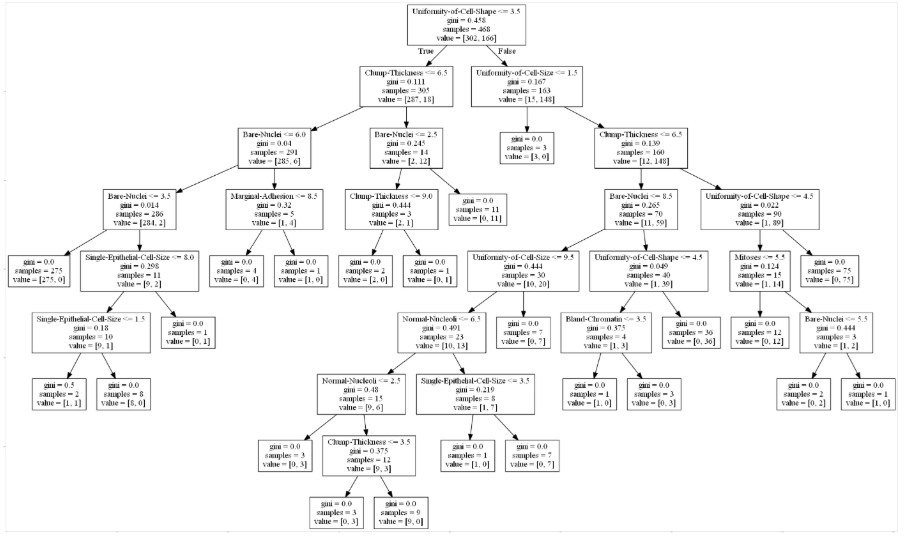 Uniformity-of-Cell-Shape <= 3.5
gini = 0.458
samples = 468
value = [302, 166]
True
False
Clump-Thickness <= 6.5
gini = 0.111
samples = 305
value = [287, 18]
Uniformity-of-Cell-Size <= 1.5
gini = 0.167
samples = 163
value = [15, 148]
Bare-Nuclei <= 6.0
gini = 0.04
samples = 291
value = [285, 6]
Bare-Nuclei <= 2.5
gini = 0.245
samples = 14
value = [2, 12]
gini = 0.0
samples = 3
value = [3, 0]
Clump-Thickness <= 6.5
gini = 0.139
samples = 160
value = [12, 148]
Bare-Nuclei <= 3.5
gini = 0.014
samples = 286
value = [284, 2]
Marginal-Adhesion <= 8.5
gini = 0.32
samples = 5
value = [1, 4]
Clump-Thickness <= 9.0
gini = 0.444
samples = 3
value = [2, 1]
gini = 0.0
samples = 11
value = [0, 11]
Bare-Nuclei <= 8.5
gini = 0.265
samples = 70
value = [11, 59]
Uniformity-of-Cell-Shape <= 4.5
gini = 0.022
samples = 90
value = [1, 89]
gini = 0.0
samples = 275
value = [275, 0]
Single-Epithelial-Cell-Size <= 8.0
gini = 0.298
samples = 11
value = [9, 2]
gini = 0.0
samples = 4
value = [0, 4]
gini = 0.0
samples = 1
value = [1, 0]
gini = 0.0
samples = 2
value = [2, 0]
gini = 0.0
samples = 1
value = [0, 1]
Uniformity-of-Cell-Size <= 9.5
gini = 0.444
samples = 30
value = [10, 20]
Uniformity-of-Cell-Shape <= 4.5
gini = 0.049
samples = 40
value = [1, 39]
Mitoses <= 5.5
gini = 0.124
samples = 15
value = [1, 14]
gini = 0.0
samples = 75
value = [0, 75]
Single-Epithelial-Cell-Size <= 1.5
gini = 0.18
samples = 10
value = [9, 1]
gini = 0.0
samples = 1
value = [0, 1]
Normal-Nucleoli <= 6.5
gini = 0.491
samples = 23
value = [10, 13]
gini = 0.0
samples = 7
value = [0, 7]
Bland-Chromatin <= 3.5
gini = 0.375
samples = 4
value = [1, 3]
gini = 0.0
samples = 36
value = [0, 36]
gini = 0.0
samples = 12
value = [0, 12]
Bare-Nuclei <= 5.5
gini = 0.444
samples = 3
value = [1, 2]
gini = 0.5
samples = 2
value = [1, 1]
gini = 0.0
samples = 8
value = [8, 0]
Normal-Nucleoli <= 2.5
gini = 0.48
samples = 15
value = [9, 6]
Single-Epithelial-Cell-Size <= 3.5
gini = 0.219
samples = 8
value = [1, 7]
gini = 0.0
samples = 1
value = [1, 0]
gini = 0.0
samples = 3
value = [0, 3]
gini = 0.0
samples = 2
value = [0, 2]
gini = 0.0
samples = 1
value = [1, 0]
gini = 0.0
samples = 3
value = [0, 3]
Clump-Thickness <= 3.5
gini = 0.375
samples = 12
value = [9, 3]
gini = 0.0
samples = 1
value = [1, 0]
gini = 0.0
samples = 7
value = [0, 7]
gini = 0.0
samples = 3
value = [0, 3]
gini = 0.0
samples = 9
value = [9, 0]